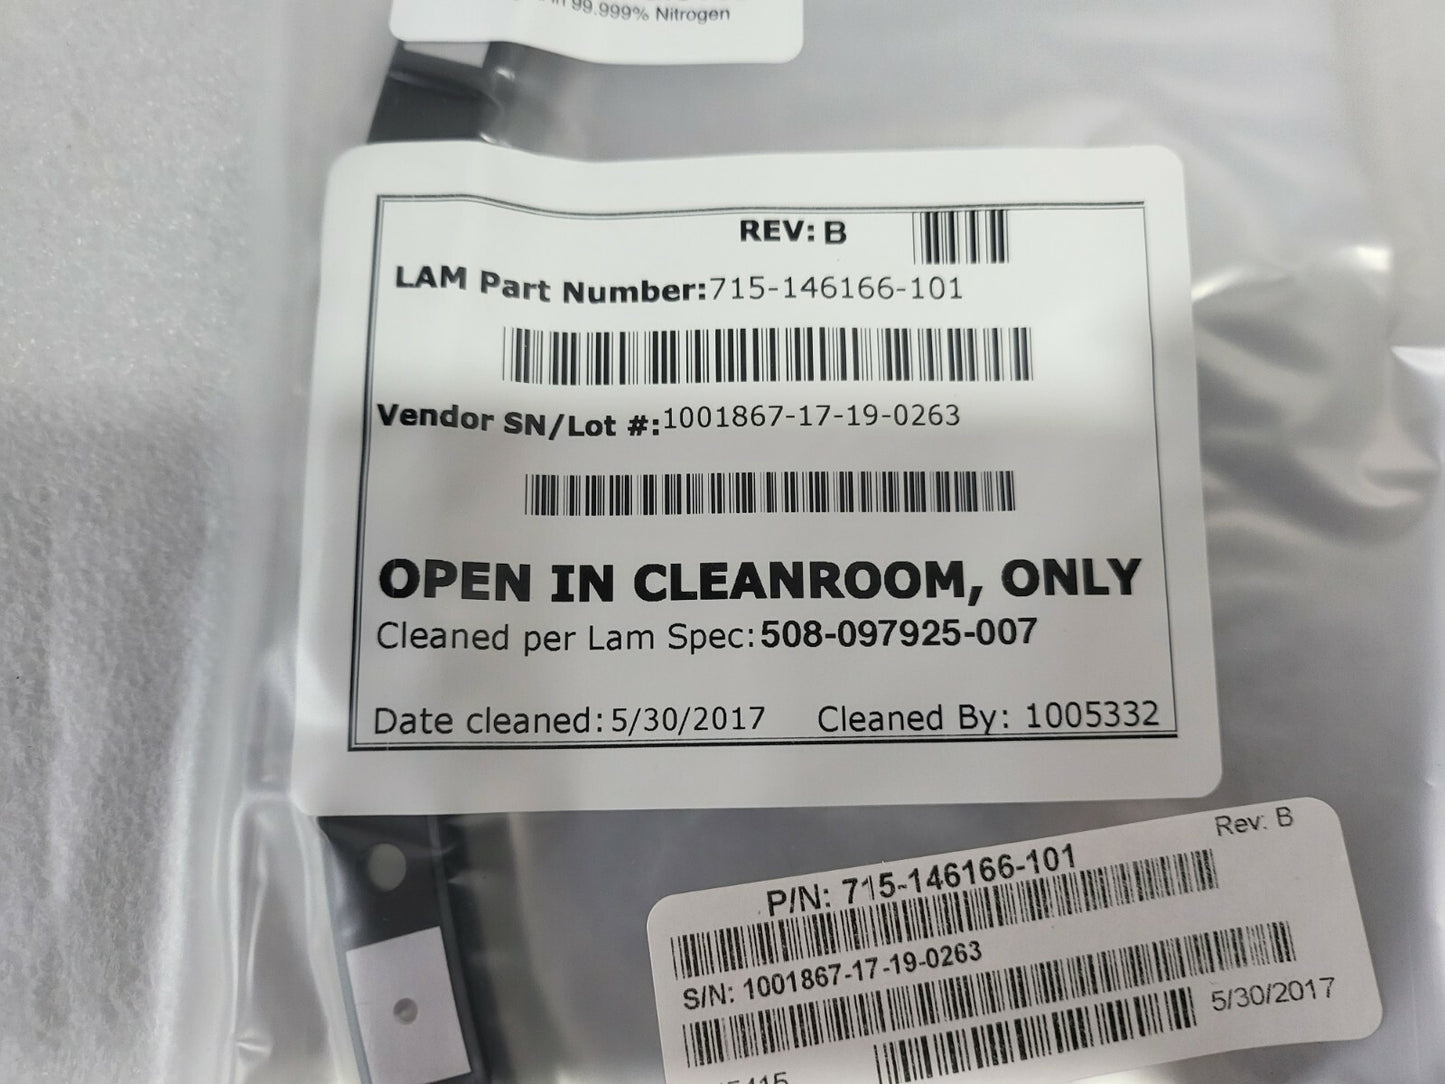 in 99.999% Nitrogen
REV: B
LAM Part Number:715-146166-101
Vendor SN/Lot #:1001867-17-19-0263
OPEN IN CLEANROOM, ONLY
Cleaned per Lam Spec:508-097925-007
Date cleaned:5/30/2017 Cleaned By: 1005332
Rev: B
P/N: 715-146166-101
S/N: 1001867-17-19-0263
5/30/2017